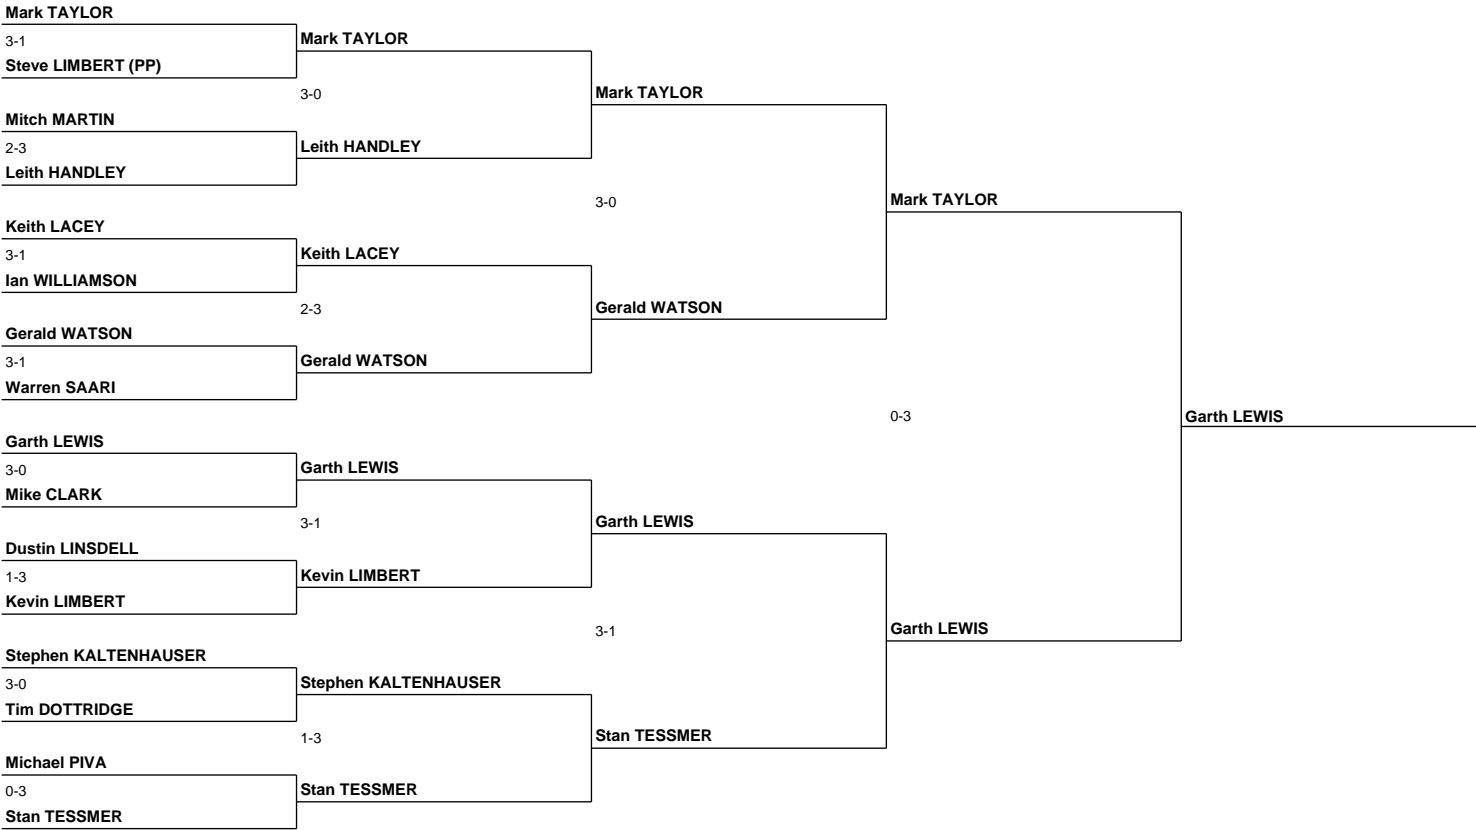 Mark TAYLOR
3-1
Steve LIMBERT (PP)
Mitch MARTIN
2-3
Leith HANDLEY
Keith LACEY
3-1
Ian WILLIAMSON
Gerald WATSON
3-1
Warren SAARI
Garth LEWIS
3-0
Mike CLARK
Dustin LINSDELL
1-3
Kevin LIMBERT
Stephen KALTENHAUSER
3-0
Tim DOTTRIDGE
Michael PIVA
0-3
Stan TESSMER
Mark TAYLOR
3-0
Leith HANDLEY
Keith LACEY
2-3
Gerald WATSON
Garth LEWIS
3-1
Kevin LIMBERT
Stephen KALTENHAUSER
1-3
Stan TESSMER
Mark TAYLOR
3-0
Gerald WATSON
Garth LEWIS
3-1
Stan TESSMER
Mark TAYLOR
0-3
Garth LEWIS
Garth LEWIS